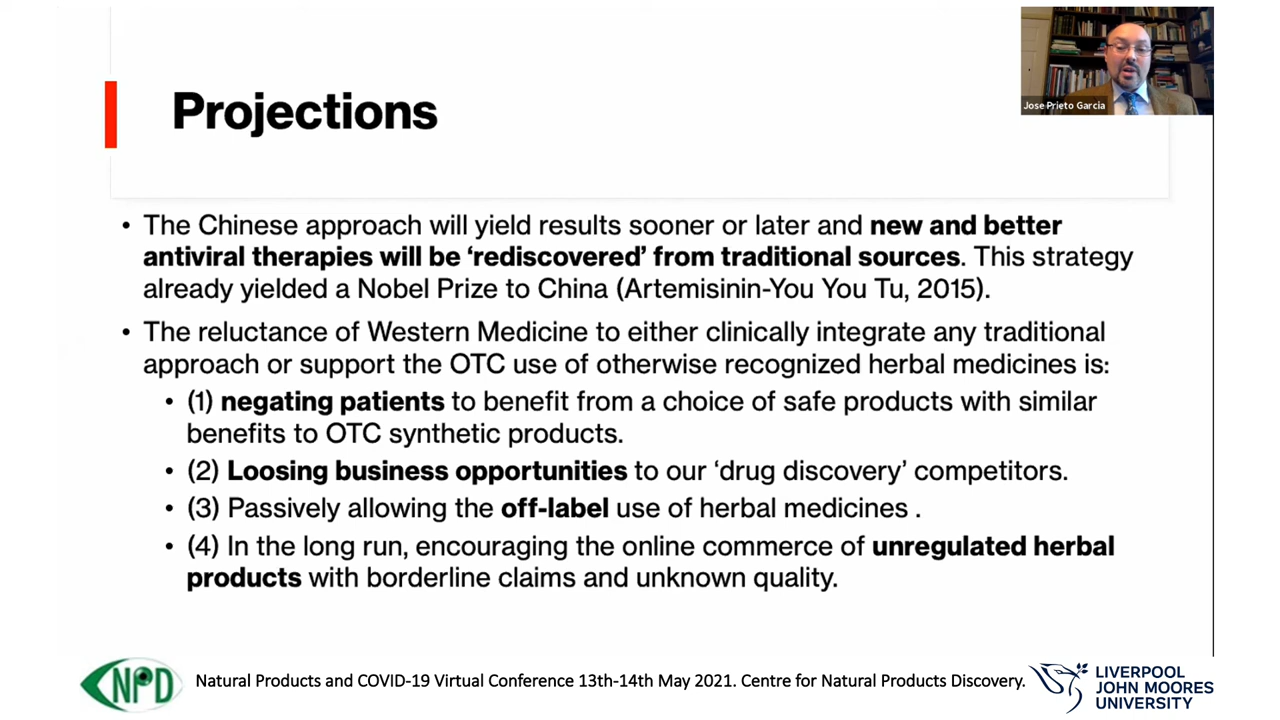 Jose Prieto Garcia
Projections
• The Chinese approach will yield results sooner or later and new and better
antiviral therapies will be ‘rediscovered’ from traditional sources. This strategy
already yielded a Nobel Prize to China (Artemisinin-You You Tu, 2015).
• The reluctance of Western Medicine to either clinically integrate any traditional
approach or support the OTC use of otherwise recognized herbal medicines is:
• (1) negating patients to benefit from a choice of safe products with similar
benefits to OTC synthetic products.
• (2) Loosing business opportunities to our ‘drug discovery’ competitors.
• (3) Passively allowing the off-label use of herbal medicines .
• (4) In the long run, encouraging the online commerce of unregulated herbal
products with borderline claims and unknown quality.
NPD
Natural Products and COVID-19 Virtual Conference 13th-14th May 2021. Centre for Natural Products Discovery.
LIVERPOOL
JOHN MOORES
UNIVERSITY